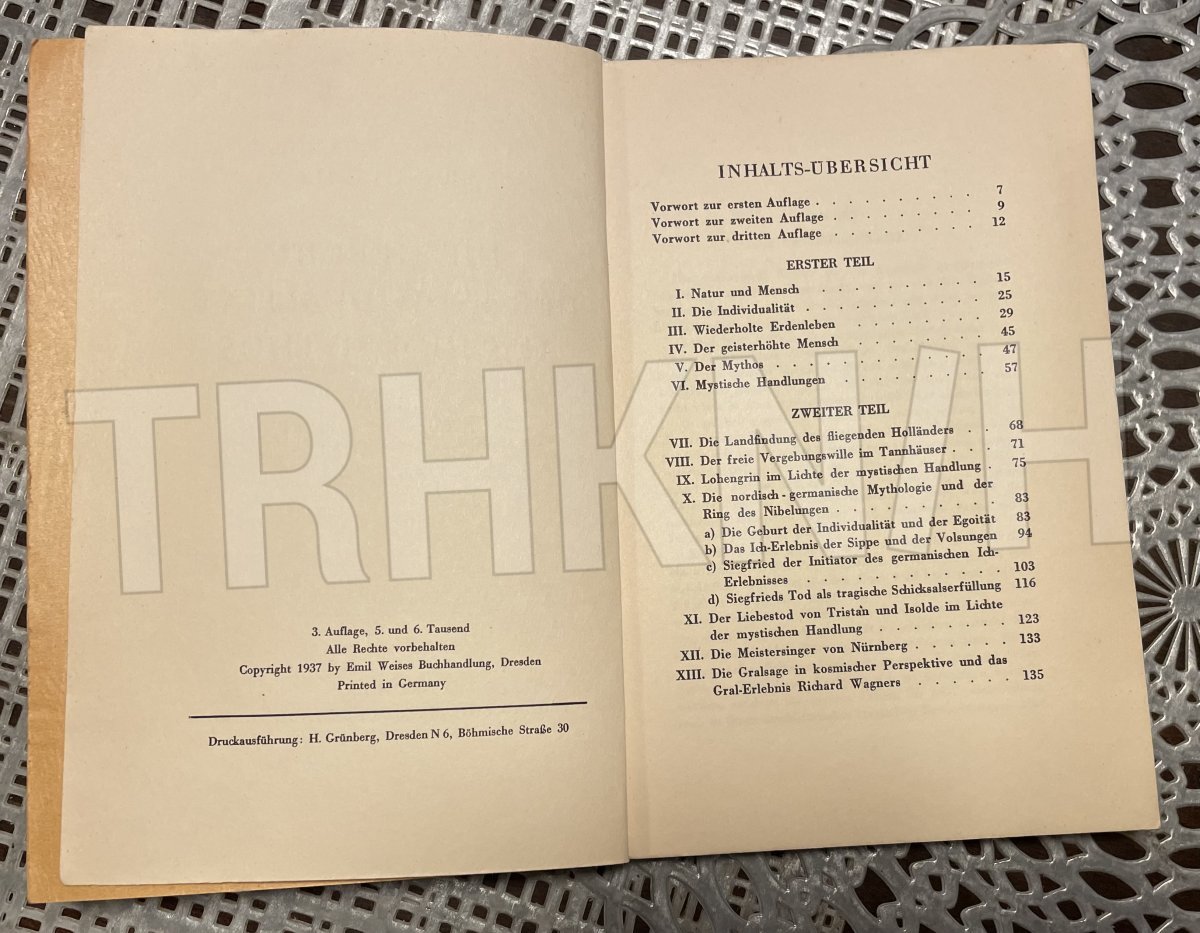 3. Auflage, 5. und 6. Tausend
Alle Rechte vorbehalten
Copyright 1937 by Emil Weises Buchhandlung, Dresden
Printed in Germany
Druckausführung: H. Grünberg, Dresden N 6, Böhmische Straße 30
INHALTS-ÜBERSICHT
Vorwort zur ersten Auflage . . . . . . . . . . 7
Vorwort zur zweiten Auflage . . . . . . . . . 9
Vorwort zur dritten Auflage . . . . . . . . . 12
ERSTER TEIL
I. Natur und Mensch . . . . . . . . . . 15
II. Die Individualität . . . . . . . . . . . 25
III. Wiederholte Erdenleben . . . . . . . . 29
IV. Der geisterhöhte Mensch . . . . . . . . 45
V. Der Mythos . . . . . . . . . . . . . 47
VI. Mystische Handlungen . . . . . . . . . 57
ZWEITER TEIL
VII. Die Landfindung des fliegenden Holländers . . 68
VIII. Der freie Vergebungswille im Tannhäuser . . . 71
IX. Lohengrin im Lichte der mystischen Handlung . 75
X. Die nordisch-germanische Mythologie und der
Ring des Nibelungen . . . . . . . . . . 83
a) Die Geburt der Individualität und der Egoität 83
b) Das Ich-Erlebnis der Sippe und der Volsungen 94
c) Siegfried der Initiator des germanischen Ich-
Erlebnisses . . . . . . . . . . . . 103
d) Siegfrieds Tod als tragische Schicksalserfüllung 116
XI. Der Liebestod von Tristan und Isolde im Lichte
der mystischen Handlung . . . . . . . . 123
XII. Die Meistersinger von Nürnberg . . . . . . 133
XIII. Die Gralsage in kosmischer Perspektive und das
Gral-Erlebnis Richard Wagners . . . . . . 135
TRHKN/H